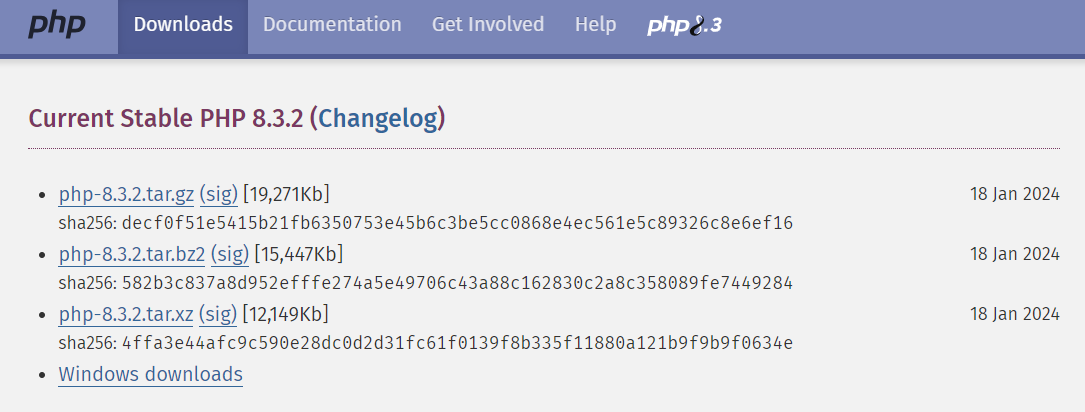 php Downloads Documentation Get Involved Help php8.3
Current Stable PHP 8.3.2 (Changelog)
php-8.3.2.tar.gz (sig) [19,271Kb] 18 Jan 2024
sha256: decf0f51e5415b21fb6350753e45b6c3be5cc0868e4ec561e5c89326c8e6ef16
php-8.3.2.tar.bz2 (sig) [15,447Kb] 18 Jan 2024
sha256: 582b3c837a8d952efffe274a5e49706c43a88c162830c2a8c358089fe7449284
php-8.3.2.tar.xz (sig) [12,149Kb] 18 Jan 2024
sha256: 4ffa3e44afc9c590e28dc0d2d31fc61f0139f8b335f11880a121b9f9b9f0634e
Windows downloads